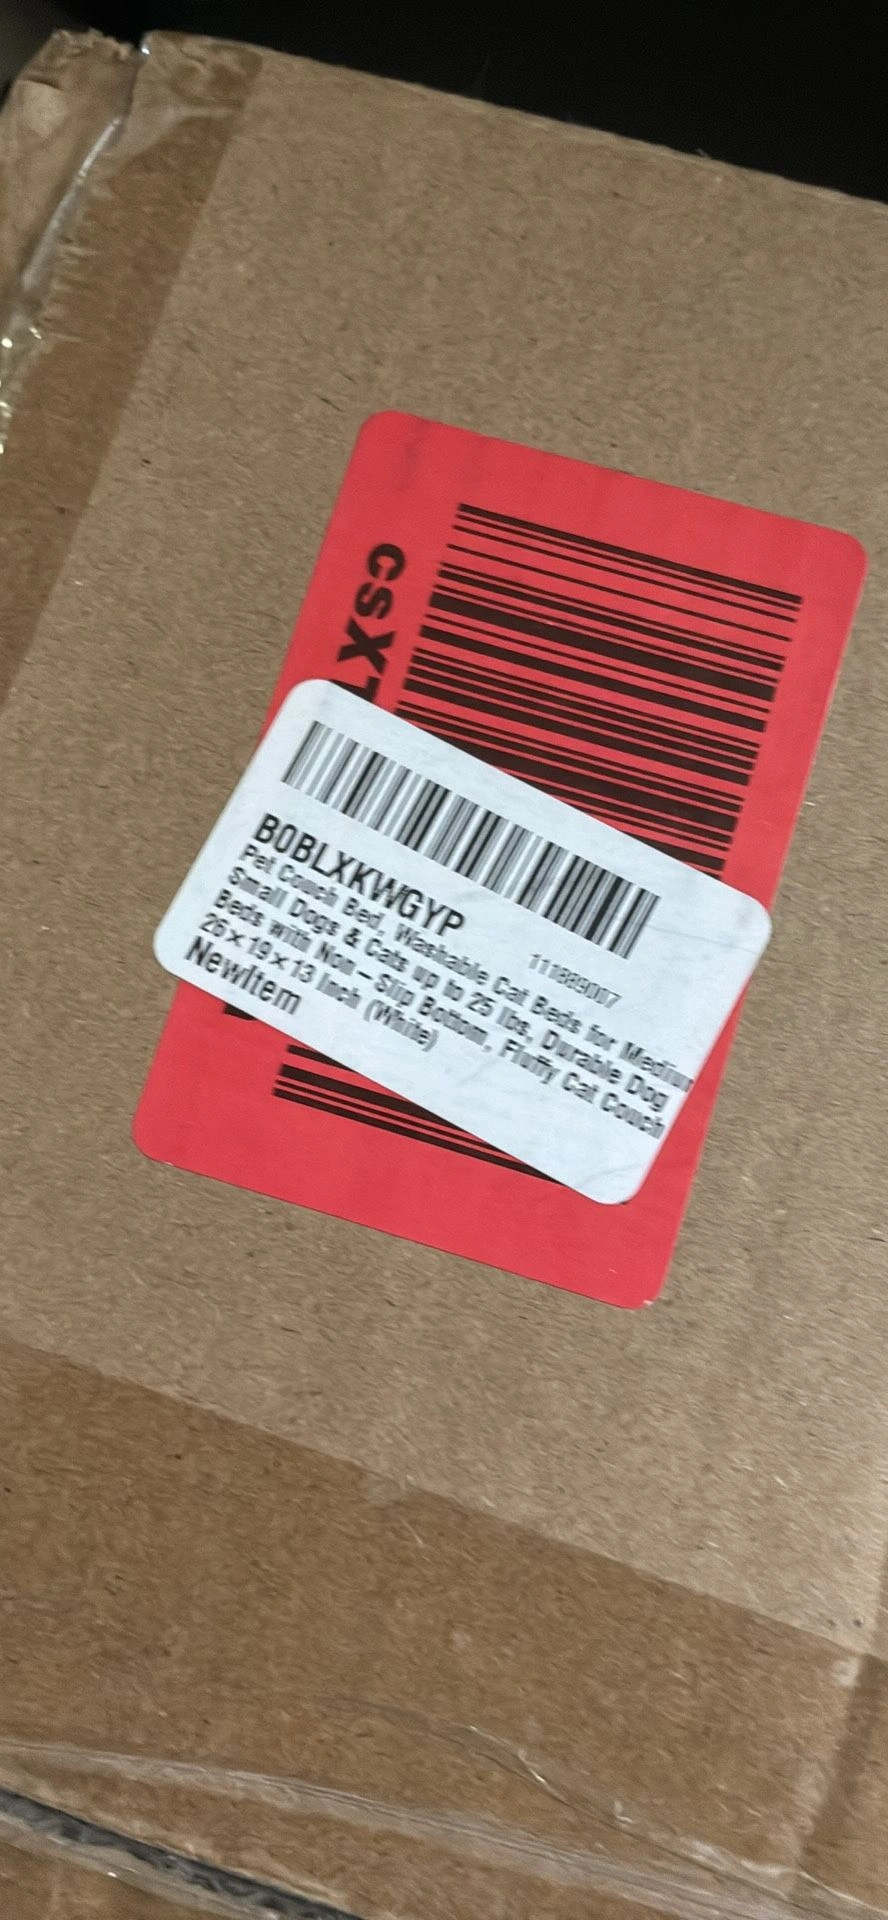 csX
B0BLXKWGYP
111889007
Pet Couch Bed, Washable Cat Beds for Medium
Small Dogs & Cats up to 25 lbs, Durable Dog
Beds with Non – Slip Bottom, Fluffy Cat Couch
26×19×13 Inch (White)
NewItem